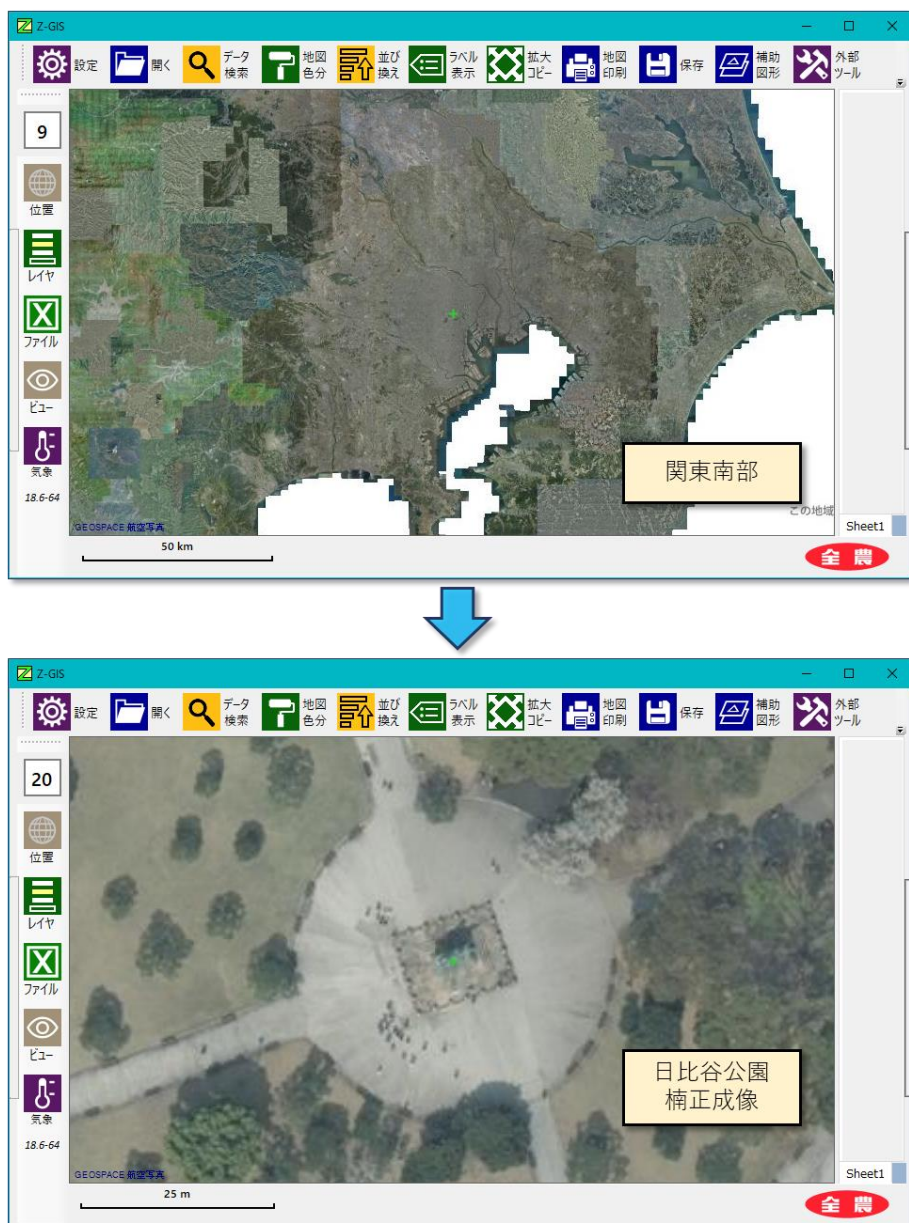 Z-GIS
設定
開く
データ
検索
地図
色分
並び
換え
ラベル
表示
拡大
コピー
地図
印刷
保存
補助
図形
外部
ツール
9
位置
レイヤ
ファイル
ビュー
気象
18.6-64
関東南部
この地域
GEOSPACE 航空写真
Sheet1
50 km
全農
Z-GIS
設定
開く
データ
検索
地図
色分
並び
換え
ラベル
表示
拡大
コピー
地図
印刷
保存
補助
図形
外部
ツール
20
位置
レイヤ
ファイル
ビュー
気象
18.6-64
日比谷公園
楠正成像
GEOSPACE 航空写真
Sheet1
25 m
全農